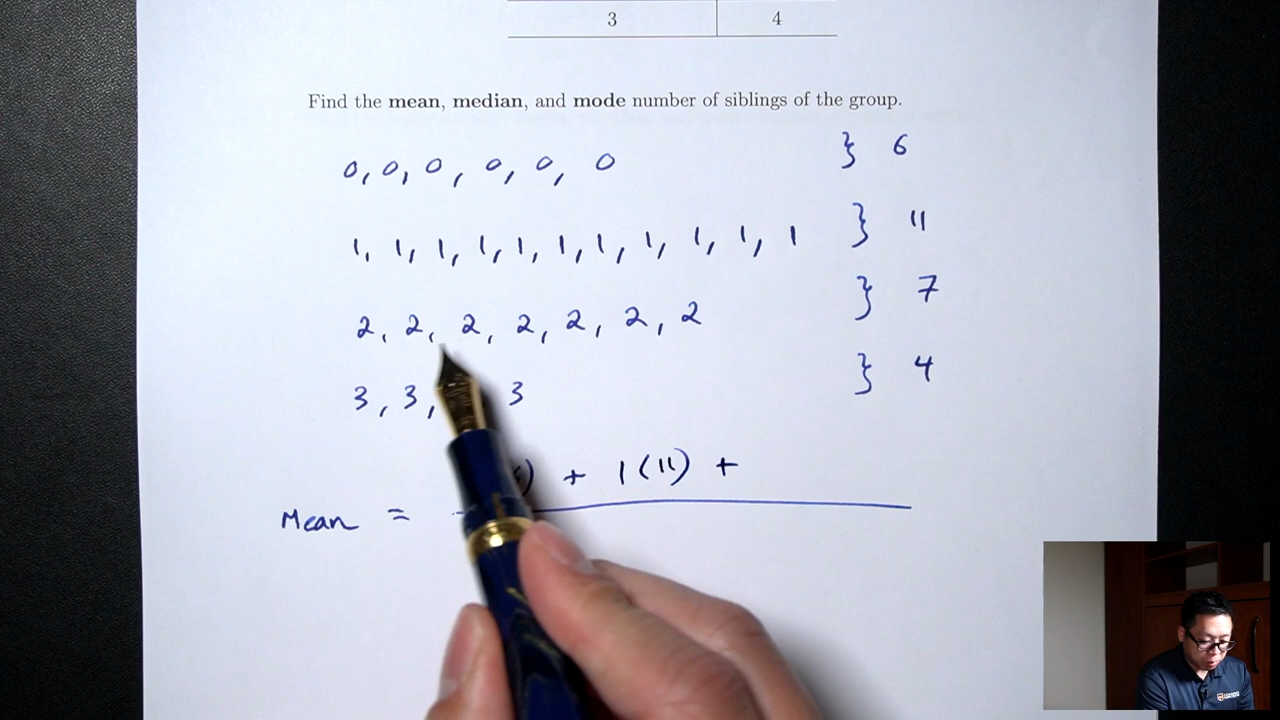 3 4
Find the mean, median, and mode number of siblings of the group.
0, 0, 0, 0, 0, 0 } 6
1, 1, 1, 1, 1, 1, 1, 1, 1, 1, 1 } 11
2, 2, 2, 2, 2, 2, 2 } 7
3, 3, 3 } 4
) + 1(11) +
Mean =